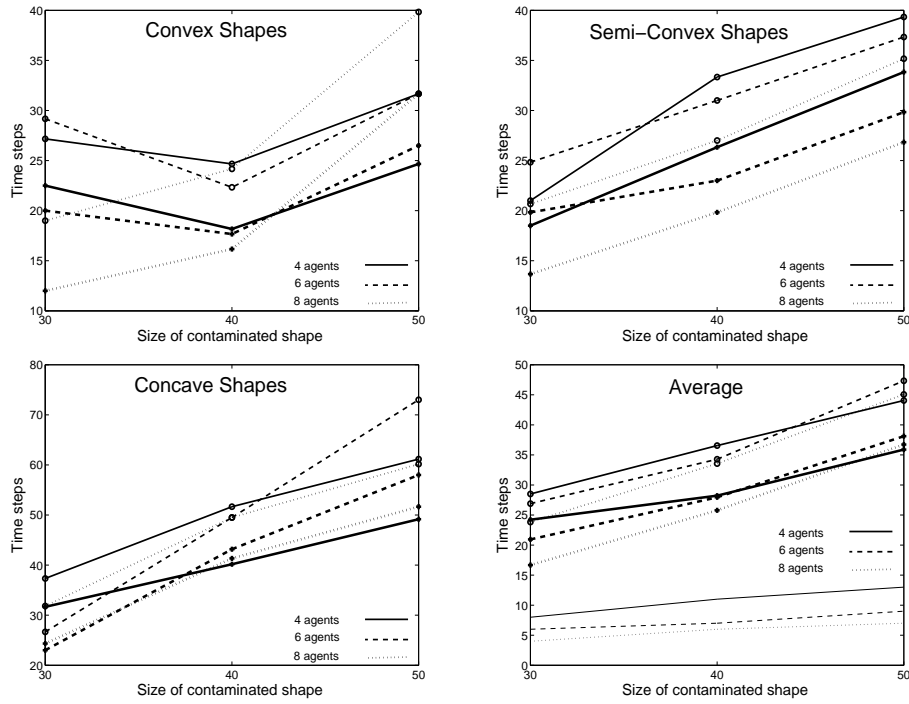 Convex Shapes
40
35
30
25
20
15
10
Time steps
4 agents
6 agents
8 agents
30
40
50
Size of contaminated shape
Semi-Convex Shapes
40
35
30
25
20
15
10
Time steps
4 agents
6 agents
8 agents
30
40
50
Size of contaminated shape
Concave Shapes
80
70
60
50
40
30
20
Time steps
4 agents
6 agents
8 agents
30
40
50
Size of contaminated shape
Average
50
45
40
35
30
25
20
15
10
5
0
Time steps
4 agents
6 agents
8 agents
30
40
50
Size of contaminated shape